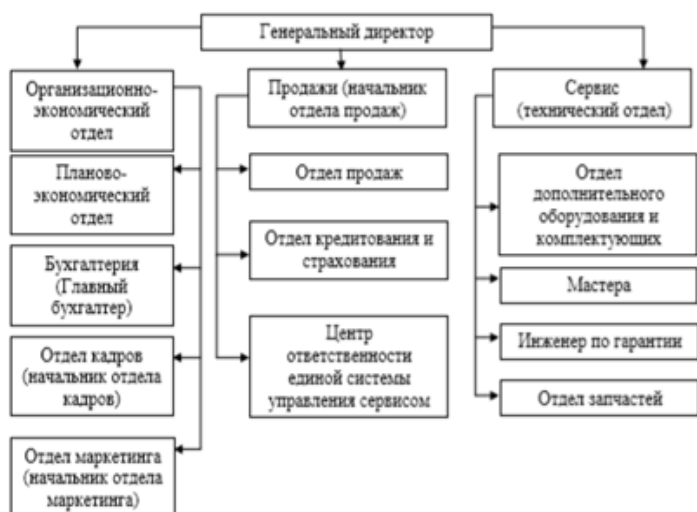 Генеральный директор
Организационно-
экономический
отдел
Планово-
экономический
отдел
Бухгалтерия
(Главный
бухгалтер)
Отдел кадров
(начальник отдела
кадров)
Отдел маркетинга
(начальник отдела
маркетинга)
Продажи (начальник
отдела продаж)
Отдел продаж
Отдел кредитования и
страхования
Центр
ответственности
единой системы
управления сервисом
Сервис
(технический отдел)
Отдел
дополнительного
оборудования и
комплектующих
Мастера
Инженер по гарантии
Отдел запчастей